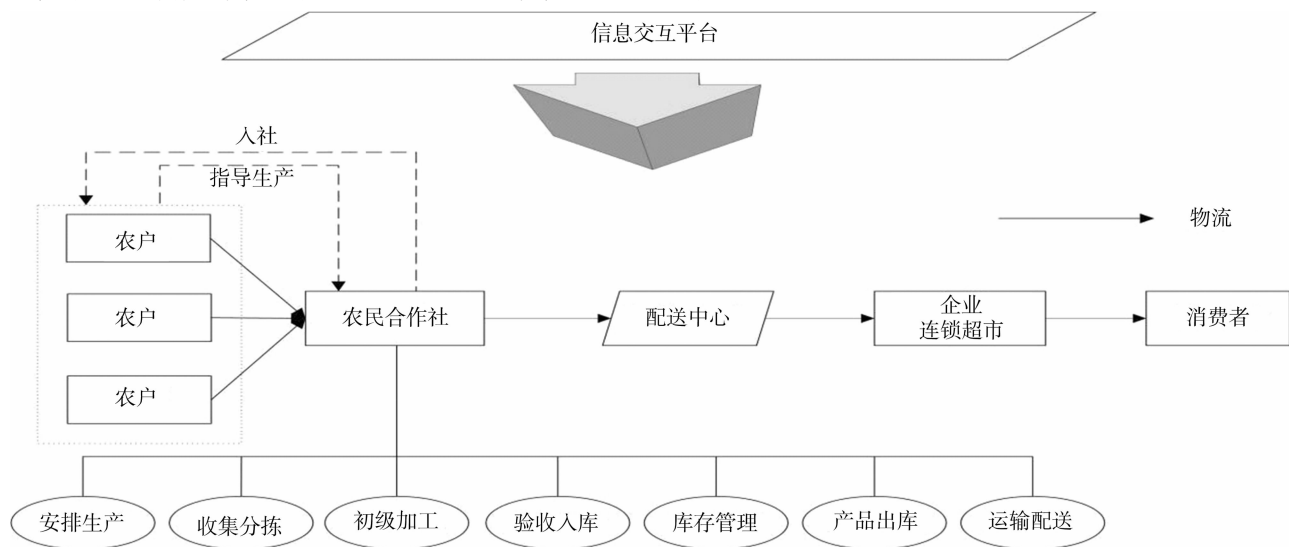 信息交互平台
入社
指导生产
农户
物流
农户
农民合作社
配送中心
企业
连锁超市
消费者
农户
安排生产
收集分拣
初级加工
验收入库
库存管理
产品出库
运输配送